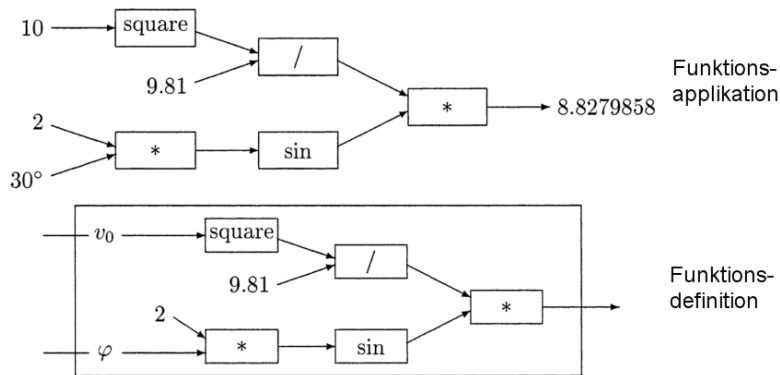 10
square
/
9.81
*
8.8279858
Funktions-
applikation
2
*
sin
30°
v₀
square
/
9.81
*
Funktions-
definition
2
*
sin
φ